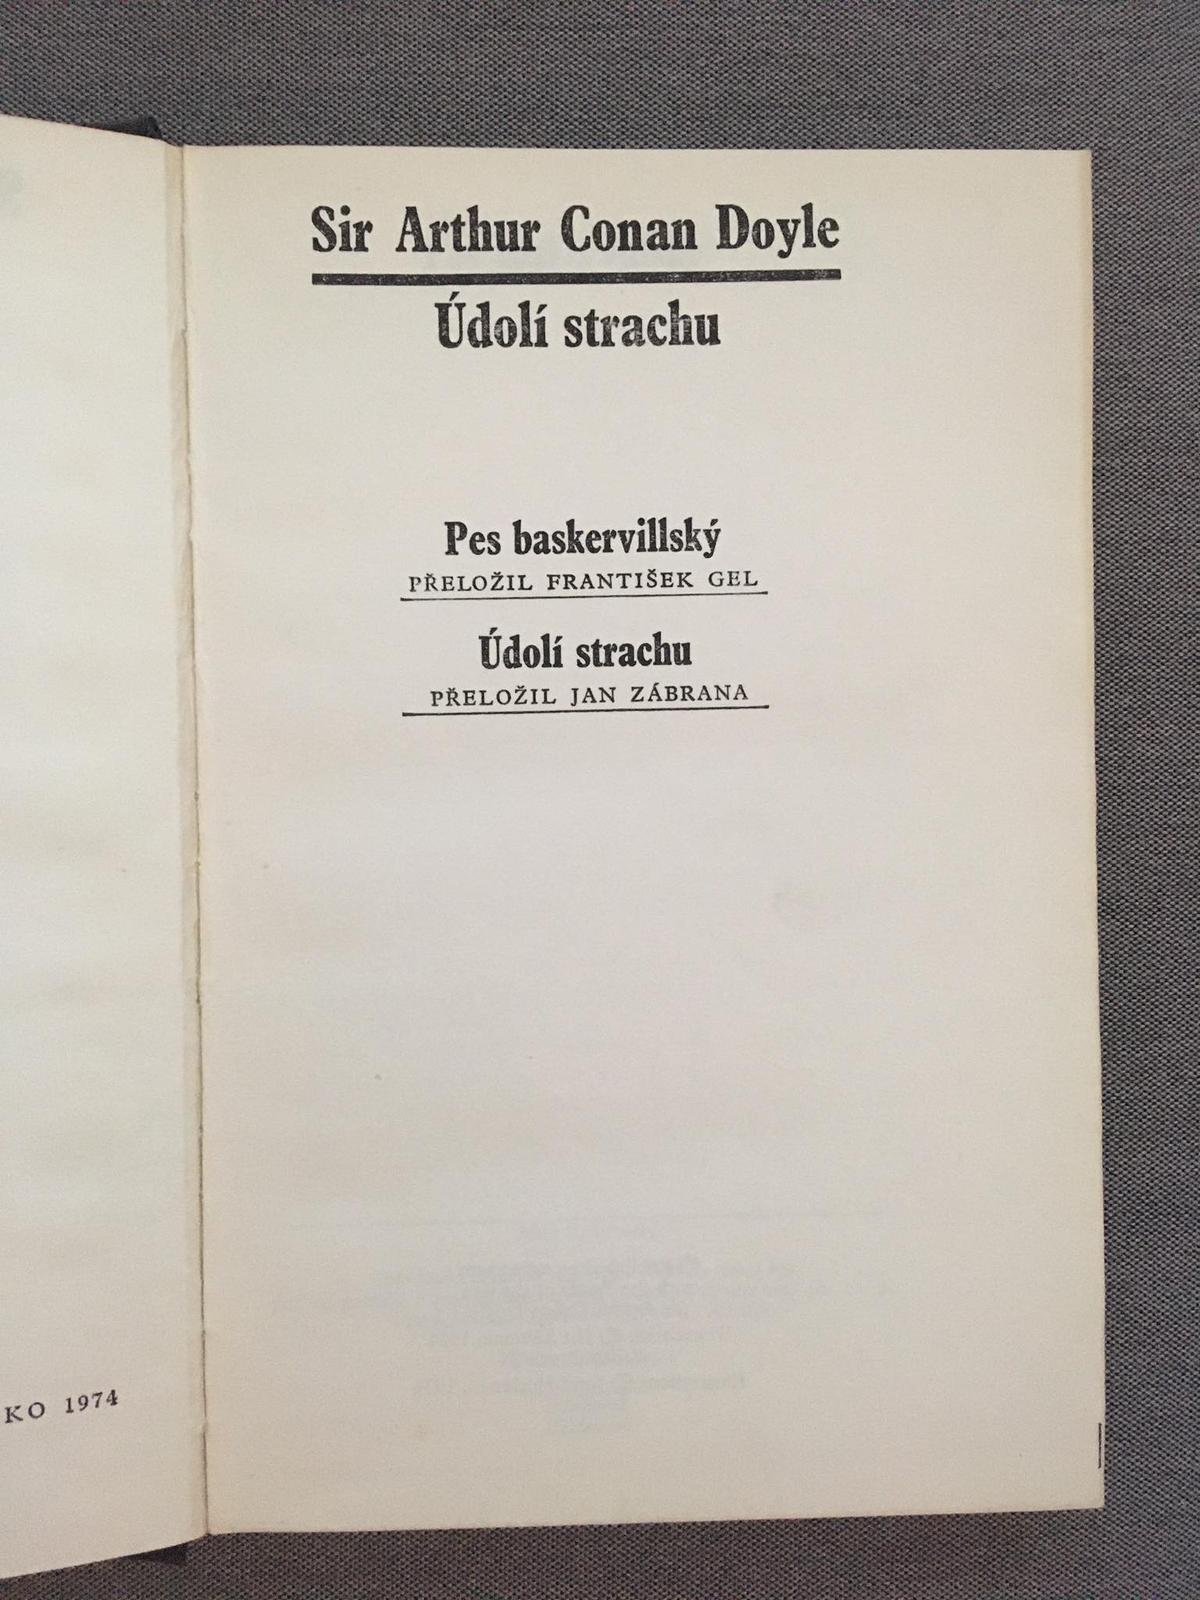 Sir Arthur Conan Doyle
Údolí strachu
Pes baskervillský
PŘELOŽIL FRANTIŠEK GEL
Údolí strachu
PŘELOŽIL JAN ZÁBRANA
KO 1974